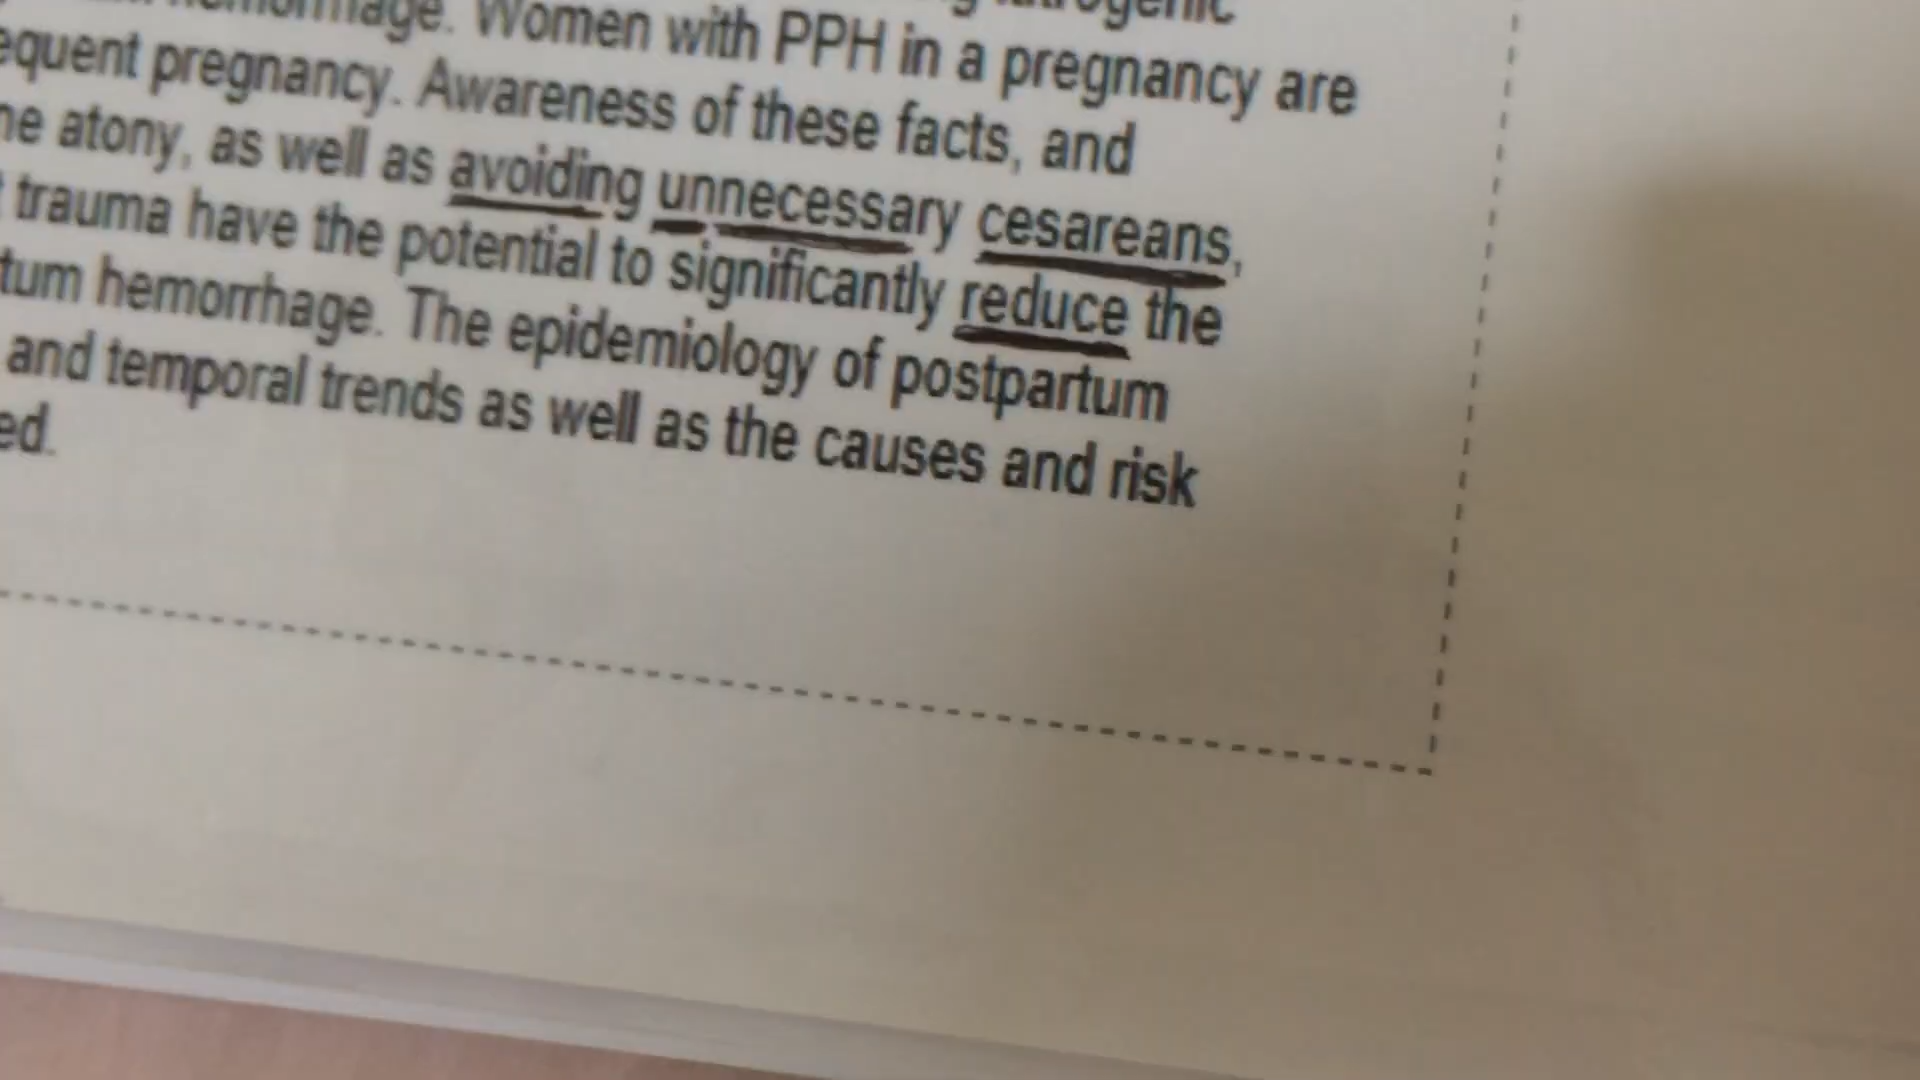 hemorrhage. Women with PPH in a pregnancy are
equent pregnancy. Awareness of these facts, and
ne atony, as well as avoiding unnecessary cesareans,
trauma have the potential to significantly reduce the
tum hemorrhage. The epidemiology of postpartum
and temporal trends as well as the causes and risk
ed.